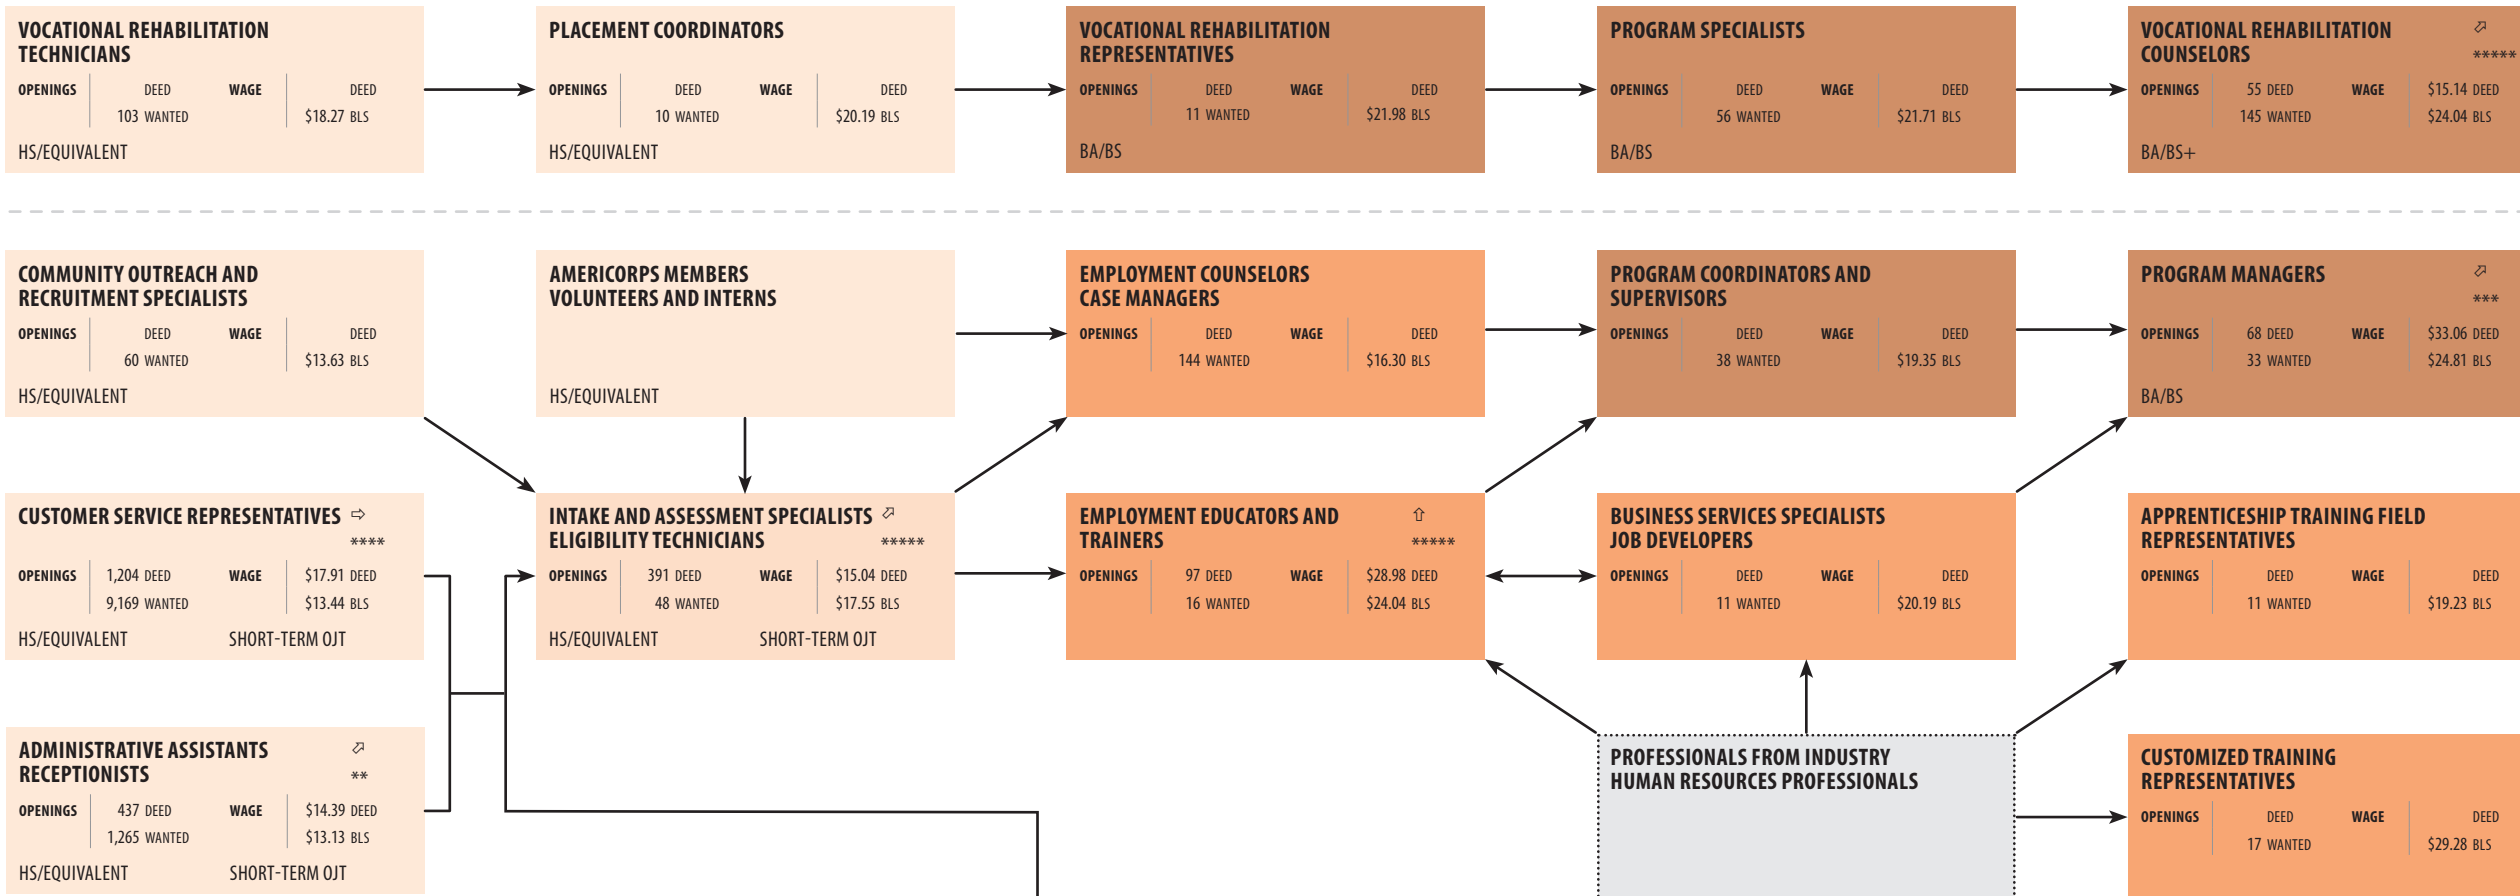 VOCATIONAL REHABILITATION
TECHNICIANS
OPENINGS DEED WAGE DEED
103 WANTED $18.27 BLS
HS/EQUIVALENT
PLACEMENT COORDINATORS
OPENINGS DEED WAGE DEED
10 WANTED $20.19 BLS
HS/EQUIVALENT
VOCATIONAL REHABILITATION
REPRESENTATIVES
OPENINGS DEED WAGE DEED
11 WANTED $21.98 BLS
BA/BS
PROGRAM SPECIALISTS
OPENINGS DEED WAGE DEED
56 WANTED $21.71 BLS
BA/BS
VOCATIONAL REHABILITATION ⬀
COUNSELORS *****
OPENINGS 55 DEED WAGE $15.14 DEED
145 WANTED $24.04 BLS
BA/BS+
COMMUNITY OUTREACH AND
RECRUITMENT SPECIALISTS
OPENINGS DEED WAGE DEED
60 WANTED $13.63 BLS
HS/EQUIVALENT
AMERICORPS MEMBERS
VOLUNTEERS AND INTERNS
HS/EQUIVALENT
EMPLOYMENT COUNSELORS
CASE MANAGERS
OPENINGS DEED WAGE DEED
144 WANTED $16.30 BLS
PROGRAM COORDINATORS AND
SUPERVISORS
OPENINGS DEED WAGE DEED
38 WANTED $19.35 BLS
PROGRAM MANAGERS ⬀
***
OPENINGS 68 DEED WAGE $33.06 DEED
33 WANTED $24.81 BLS
BA/BS
CUSTOMER SERVICE REPRESENTATIVES ⇨
****
OPENINGS 1,204 DEED WAGE $17.91 DEED
9,169 WANTED $13.44 BLS
HS/EQUIVALENT SHORT-TERM OJT
INTAKE AND ASSESSMENT SPECIALISTS ⬀
ELIGIBILITY TECHNICIANS *****
OPENINGS 391 DEED WAGE $15.04 DEED
48 WANTED $17.55 BLS
HS/EQUIVALENT SHORT-TERM OJT
EMPLOYMENT EDUCATORS AND ⇧
TRAINERS *****
OPENINGS 97 DEED WAGE $28.98 DEED
16 WANTED $24.04 BLS
BUSINESS SERVICES SPECIALISTS
JOB DEVELOPERS
OPENINGS DEED WAGE DEED
11 WANTED $20.19 BLS
APPRENTICESHIP TRAINING FIELD
REPRESENTATIVES
OPENINGS DEED WAGE DEED
11 WANTED $19.23 BLS
ADMINISTRATIVE ASSISTANTS ⬀
RECEPTIONISTS **
OPENINGS 437 DEED WAGE $14.39 DEED
1,265 WANTED $13.13 BLS
HS/EQUIVALENT SHORT-TERM OJT
PROFESSIONALS FROM INDUSTRY
HUMAN RESOURCES PROFESSIONALS
CUSTOMIZED TRAINING
REPRESENTATIVES
OPENINGS DEED WAGE DEED
17 WANTED $29.28 BLS